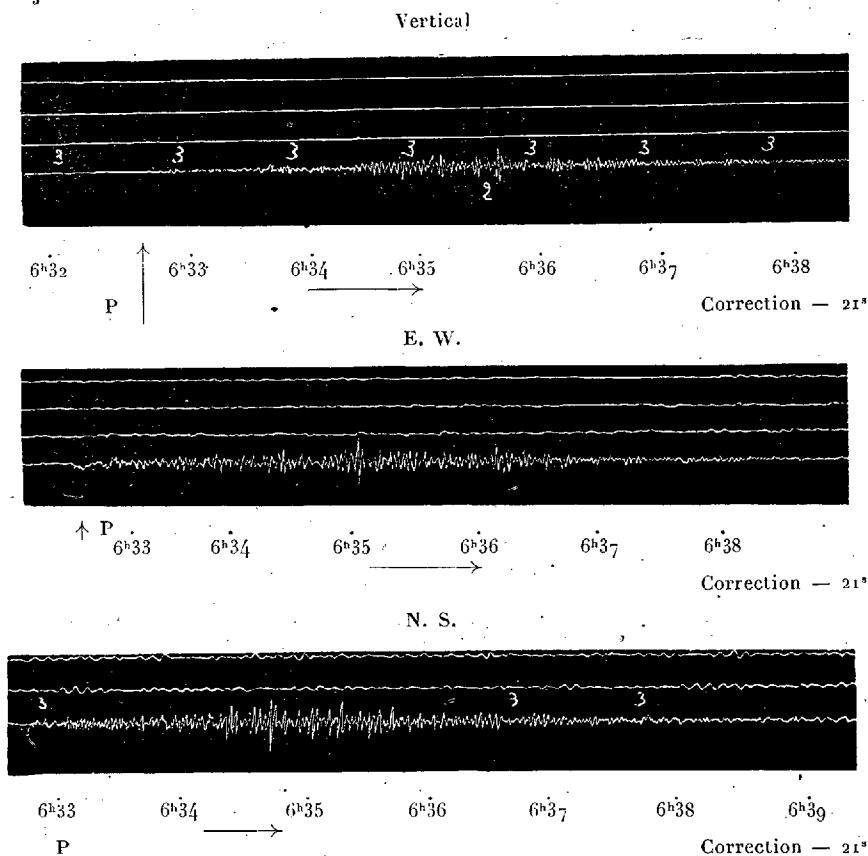 Vertical
3 3 3 3 3 3 3
2
6ʰ32 6ʰ33 6ʰ34 6ʰ35 6ʰ36 6ʰ37 6ʰ38
P
Correction — 21ˢ
E. W.
P
6ʰ33 6ʰ34 6ʰ35 6ʰ36 6ʰ37 6ʰ38
Correction — 21ˢ
N. S.
3 3 3
6ʰ33 6ʰ34 6ʰ35 6ʰ36 6ʰ37 6ʰ38 6ʰ39
P
Correction — 21ˢ